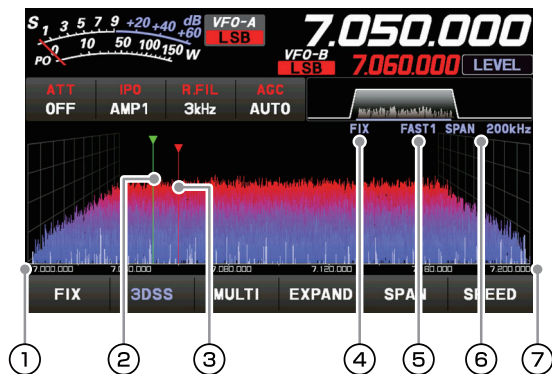 S 1 3 5 7 9 +20 +40 +60 dB
PO 0 10 50 100 150 W
VFO-A
LSB
7.050.000
VFO-B
LSB
7.060.000
LEVEL
ATT IPO R.FIL AGC
OFF AMP1 3kHz AUTO
FIX FAST1 SPAN 200kHz
② ③ ④ ⑤ ⑥
7.000.000 7.080.000 7.120.000 7.200.000
FIX 3DSS MULTI EXPAND SPAN SPEED
① ⑦